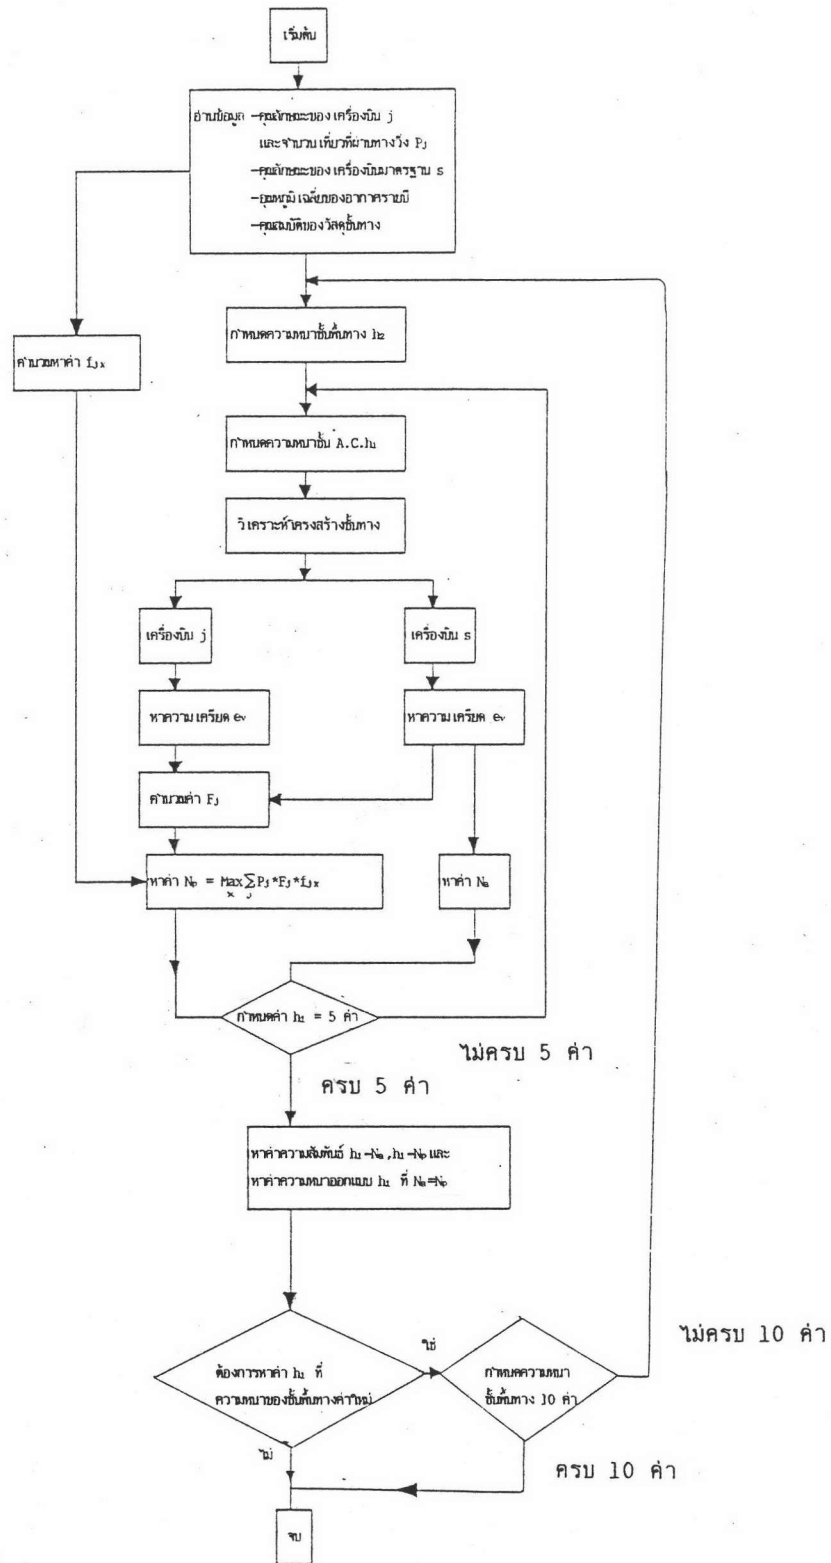 เริ่มต้น
อ่านข้อมูล -คุณลักษณะของ เครื่องบิน j
และจำนวน เที่ยวที่ผ่านทางวิ่ง Pj
-คุณลักษณะของ เครื่องบินมาตรฐาน s
-อุณหภูมิ เฉลี่ยของอากาศรายปี
-คุณสมบัติของวัสดุชั้นทาง
กำหนดความหนาชั้นพื้นทาง h2
คำนวณหาค่า fjx
กำหนดความหนาชั้น A.C.h1
วิ เคราะห์โครงสร้างชั้นทาง
เครื่องบิน j
เครื่องบิน s
หาความ เครียด ev
หาความ เครียด ev
คำนวณค่า Fj
หาค่า Np = Max ∑ Pj*Fj*fjx
x j
หาค่า Na
กำหนดค่า h1 = 5 ค่า
ไม่ครบ 5 ค่า
ครบ 5 ค่า
หาค่าความสัมพันธ์ h1-Na ,h1-Np และ
หาค่าความหนาออกแบบ h1 ที่ Na=Np
ไม่ครบ 10 ค่า
ใช่
ต้องการหาค่า h1 ที่
ความหนาของชั้นพื้นทางค่าใหม่
กำหนดความหนา
ชั้นพื้นทาง 10 ค่า
ไม่
ครบ 10 ค่า
จบ